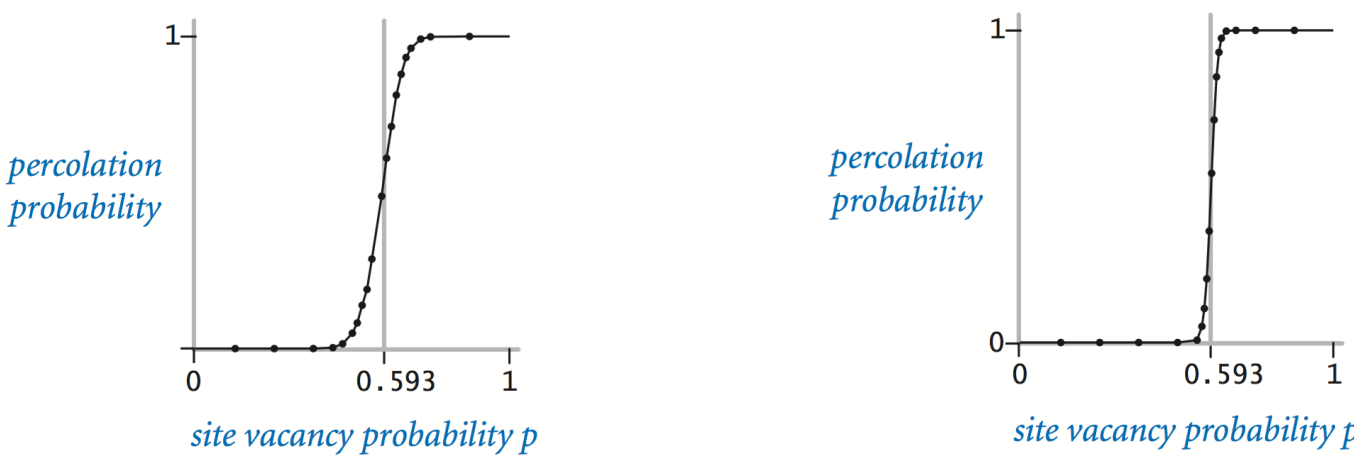 1
percolation
probability
0 0.593 1
site vacancy probability p
1
percolation
probability
0
0 0.593 1
site vacancy probability p